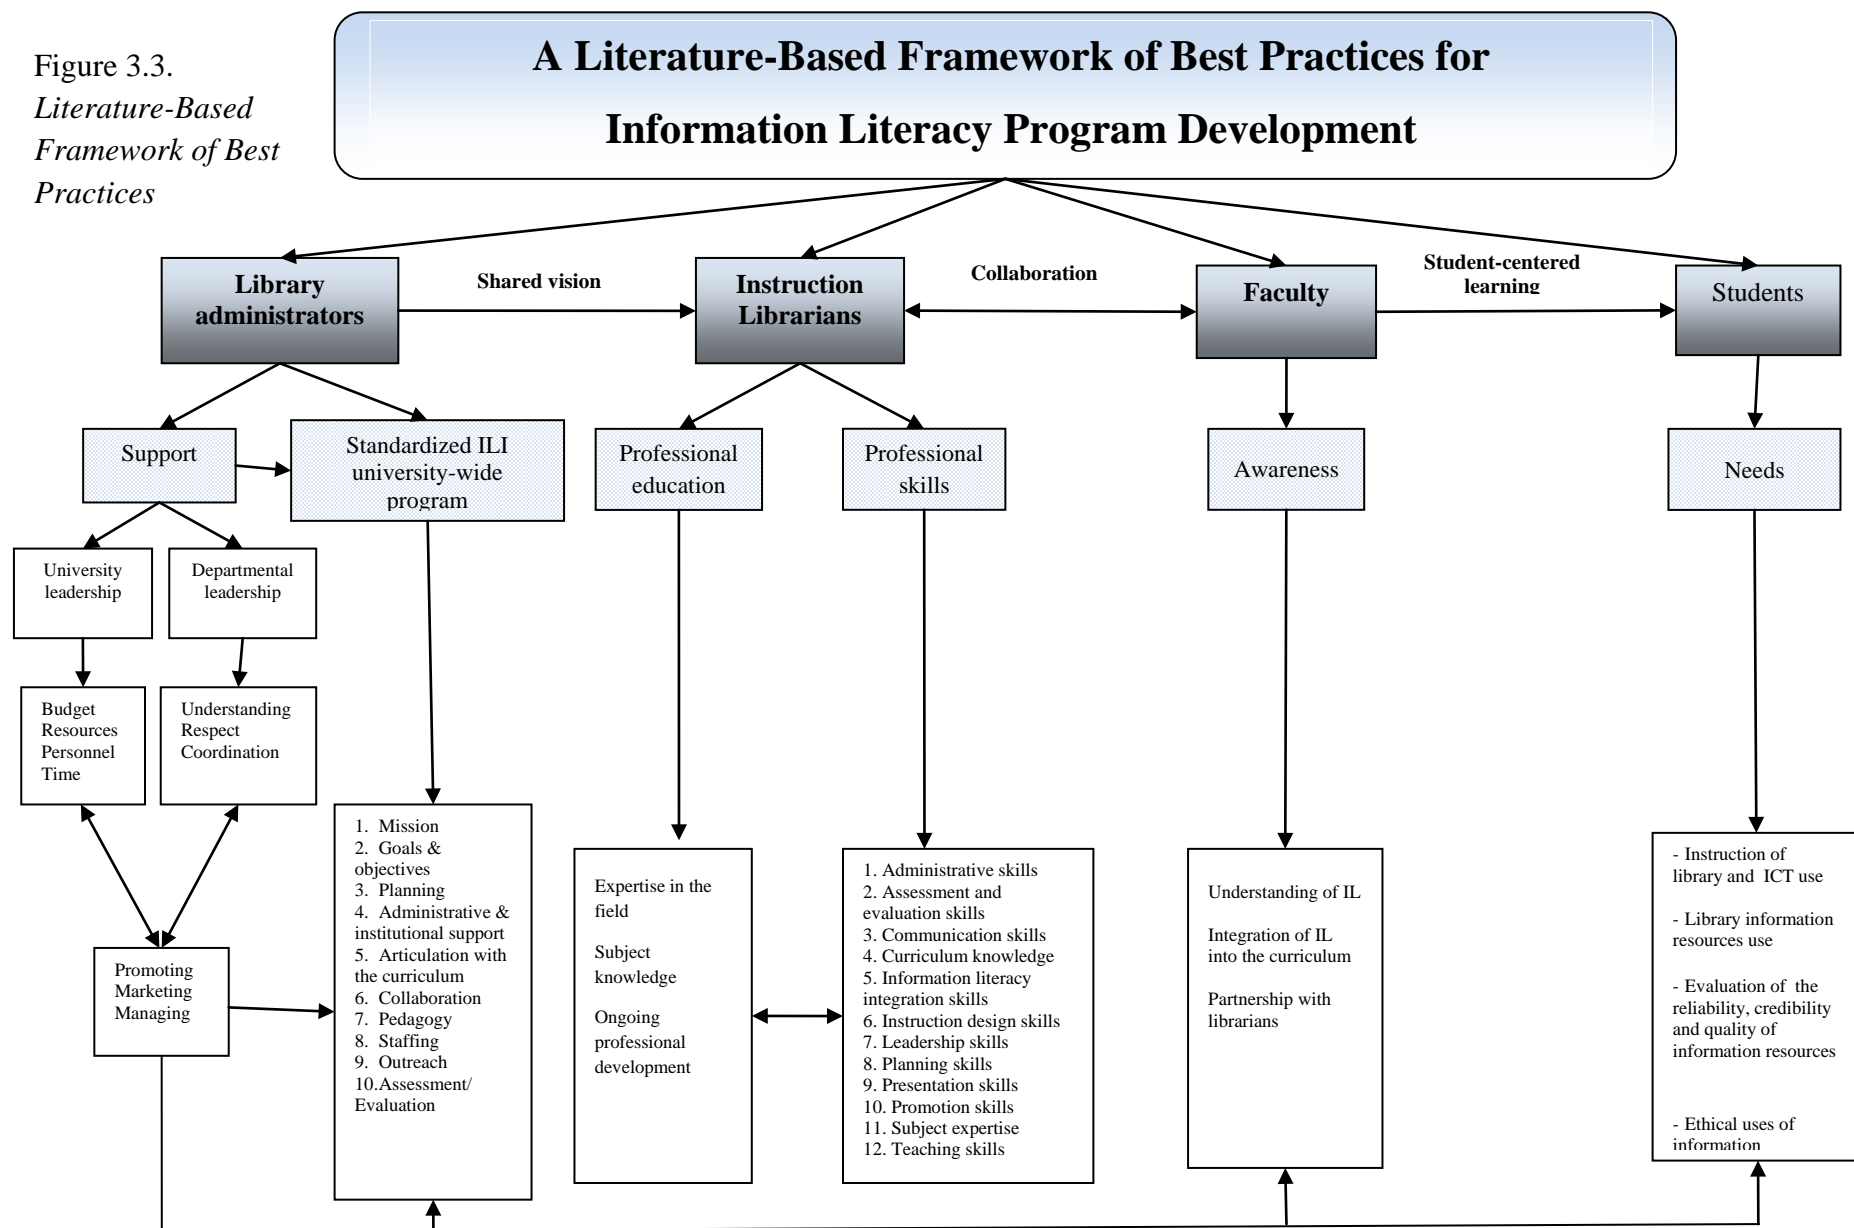 Figure 3.3.
Literature-Based
Framework of Best
Practices
A Literature-Based Framework of Best Practices for
Information Literacy Program Development
Library
administrators
Shared vision
Instruction
Librarians
Collaboration
Faculty
Student-centered
learning
Students
Support
Standardized ILI
university-wide
program
Professional
education
Professional
skills
Awareness
Needs
University
leadership
Departmental
leadership
Budget
Resources
Personnel
Time
Understanding
Respect
Coordination
Promoting
Marketing
Managing
1. Mission
2. Goals &
objectives
3. Planning
4. Administrative &
institutional support
5. Articulation with
the curriculum
6. Collaboration
7. Pedagogy
8. Staffing
9. Outreach
10.Assessment/
Evaluation
Expertise in the
field
Subject
knowledge
Ongoing
professional
development
1. Administrative skills
2. Assessment and
evaluation skills
3. Communication skills
4. Curriculum knowledge
5. Information literacy
integration skills
6. Instruction design skills
7. Leadership skills
8. Planning skills
9. Presentation skills
10. Promotion skills
11. Subject expertise
12. Teaching skills
Understanding of IL
Integration of IL
into the curriculum
Partnership with
librarians
- Instruction of
library and ICT use
- Library information
resources use
- Evaluation of the
reliability, credibility
and quality of
information resources
- Ethical uses of
information